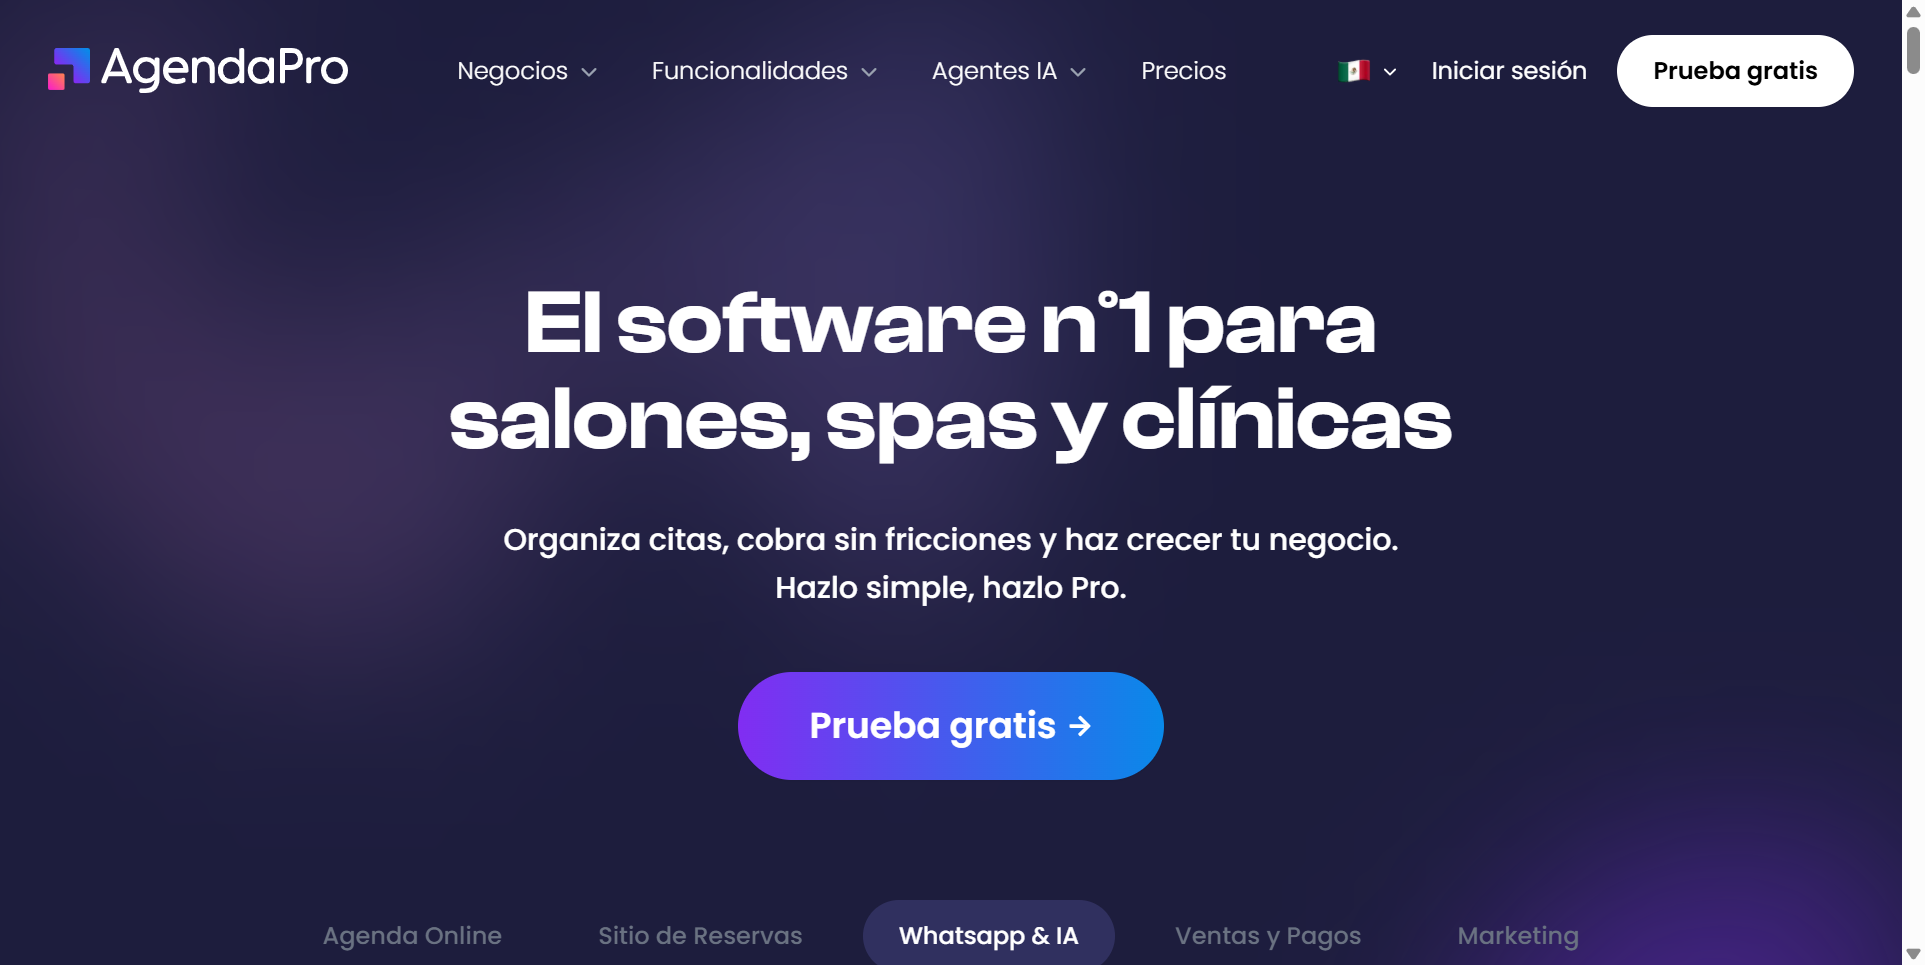 AgendaPro
Negocios
Funcionalidades
Agentes IA
Precios
Iniciar sesión
Prueba gratis
El software n°1 para
salones, spas y clínicas
Organiza citas, cobra sin fricciones y haz crecer tu negocio.
Hazlo simple, hazlo Pro.
Prueba gratis →
Agenda Online
Sitio de Reservas
Whatsapp & IA
Ventas y Pagos
Marketing